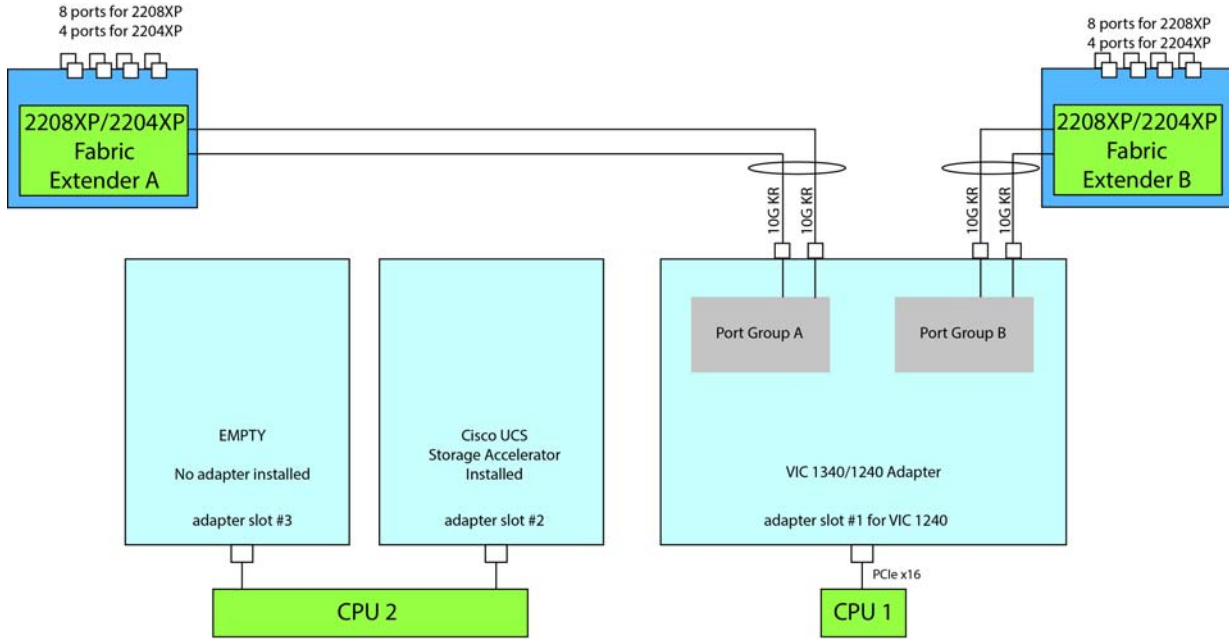 8 ports for 2208XP
4 ports for 2204XP
8 ports for 2208XP
4 ports for 2204XP
2208XP/2204XP
Fabric
Extender A
2208XP/2204XP
Fabric
Extender B
10G KR
10G KR
10G KR
10G KR
Port Group A
Port Group B
EMPTY
No adapter installed
adapter slot #3
Cisco UCS
Storage Accelerator
Installed
adapter slot #2
VIC 1340/1240 Adapter
adapter slot #1 for VIC 1240
PCIe x16
CPU 2
CPU 1